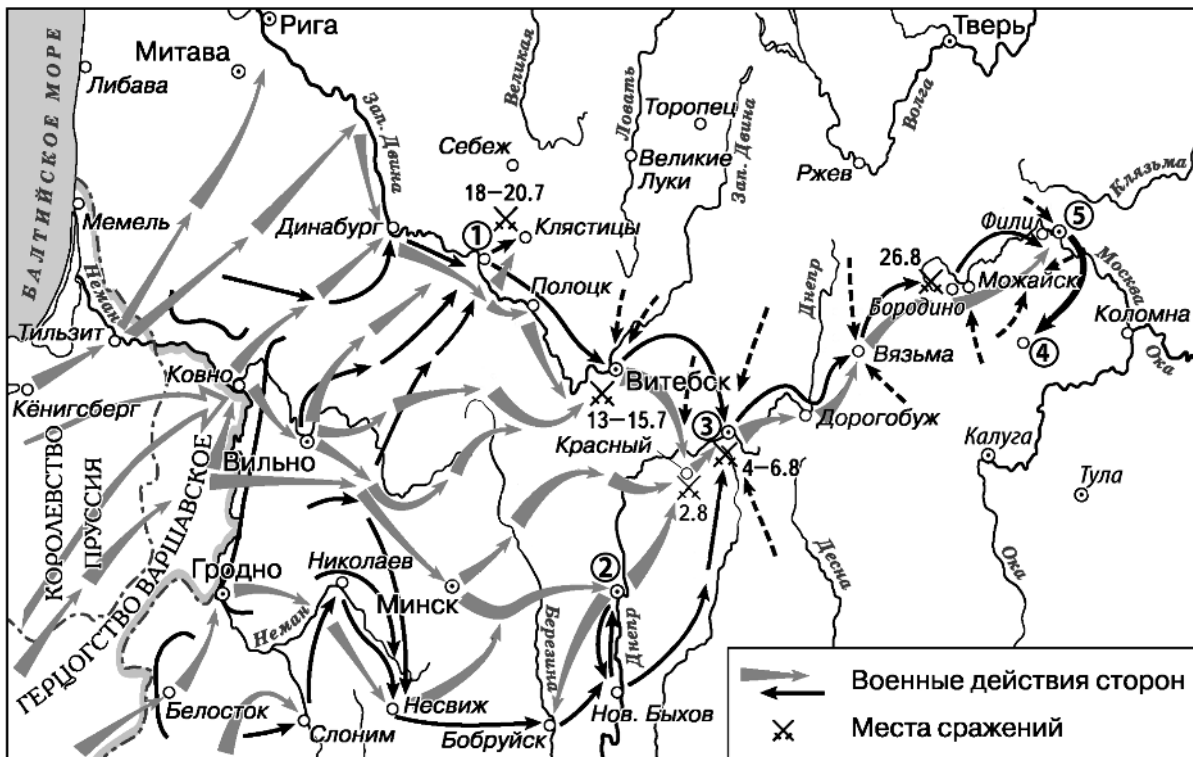 Рига
Тверь
Митава
Либава
БАЛТИЙСКОЕ МОРЕ
Великая
Ловать
Торопец
Зап. Двина
Волга
Зап. Двина
Себеж
Великие
Луки
Ржев
Клязьма
18–20.7
Мемель
Динабург
1
Клястицы
Фили
5
26.8
Можайск
Москва
Неман
Полоцк
Днепр
Бородино
Коломна
Тильзит
4
Ока
Ковно
Витебск
Вязьма
Кёнигсберг
13–15.7
Дорогобуж
Вильно
Красный
3
4–6.8
Калуга
2.8
Тула
КОРОЛЕВСТВО
ПРУССИЯ
ГЕРЦОГСТВО ВАРШАВСКОЕ
Гродно
Николаев
Минск
2
Десна
Ока
Неман
Березина
Днепр
Белосток
Несвиж
Нов. Быхов
Слоним
Бобруйск
Военные действия сторон
Места сражений